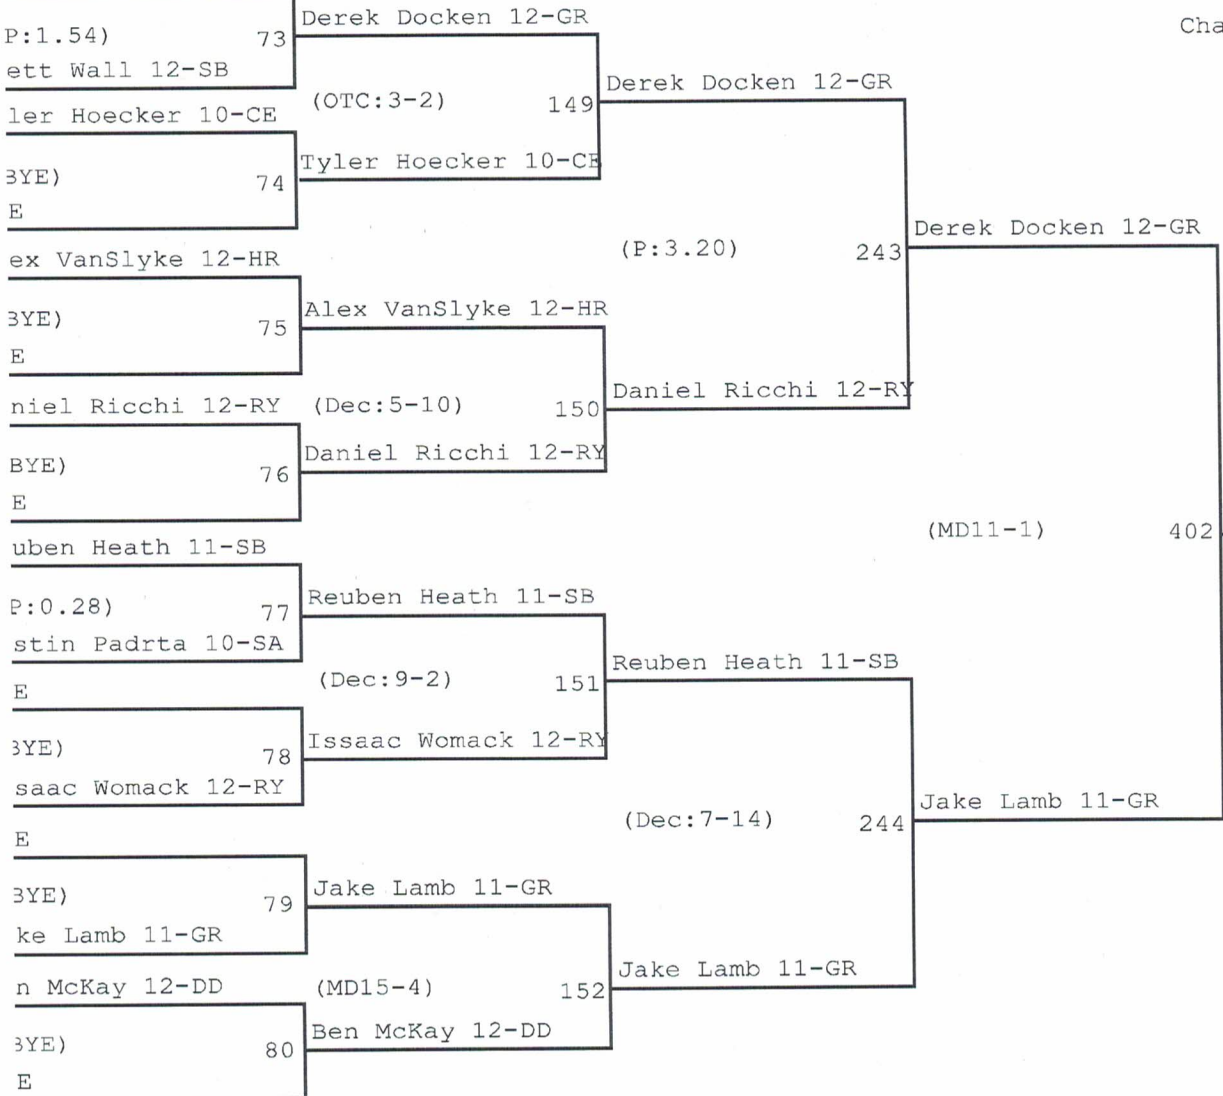 Derek Docken 12-GR
Cha
P:1.54)
73
ett Wall 12-SB
Derek Docken 12-GR
(OTC:3-2)
149
ler Hoecker 10-CE
Tyler Hoecker 10-CE
BYE)
74
E
Derek Docken 12-GR
(P:3.20)
243
ex VanSlyke 12-HR
Alex VanSlyke 12-HR
BYE)
75
E
Daniel Ricchi 12-RY
niel Ricchi 12-RY
(Dec:5-10)
150
Daniel Ricchi 12-RY
BYE)
76
E
(MD11-1)
402
uben Heath 11-SB
Reuben Heath 11-SB
P:0.28)
77
stin Padrta 10-SA
Reuben Heath 11-SB
(Dec:9-2)
151
E
Issaac Womack 12-RY
BYE)
78
saac Womack 12-RY
Jake Lamb 11-GR
(Dec:7-14)
244
E
Jake Lamb 11-GR
BYE)
79
ke Lamb 11-GR
Jake Lamb 11-GR
n McKay 12-DD
(MD15-4)
152
Ben McKay 12-DD
BYE)
80
E